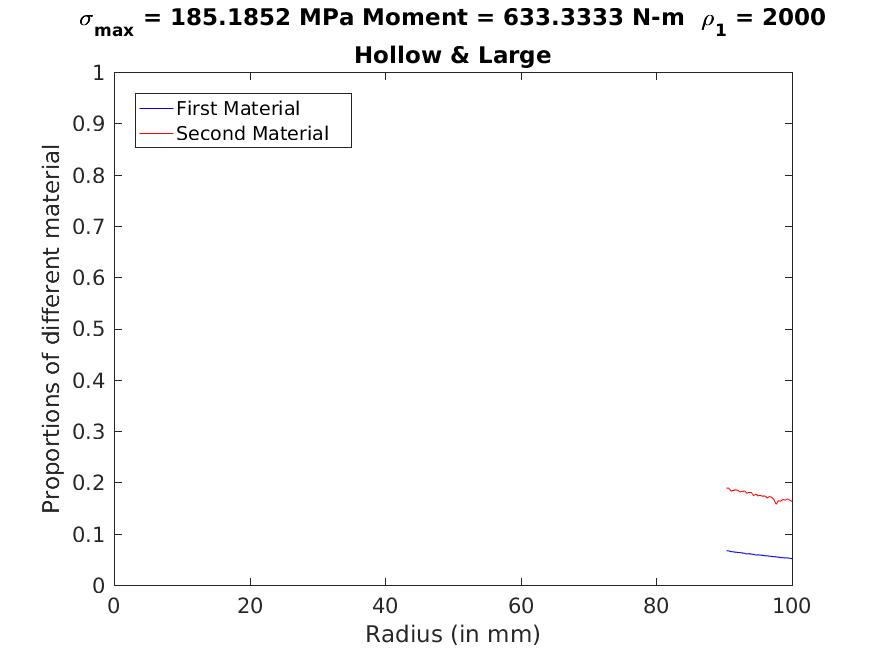 σmax = 185.1852 MPa Moment = 633.3333 N-m ρ1 = 2000
Hollow & Large
First Material
Second Material
1
0.9
0.8
0.7
0.6
0.5
0.4
0.3
0.2
0.1
0
Proportions of different material
0 20 40 60 80 100
Radius (in mm)